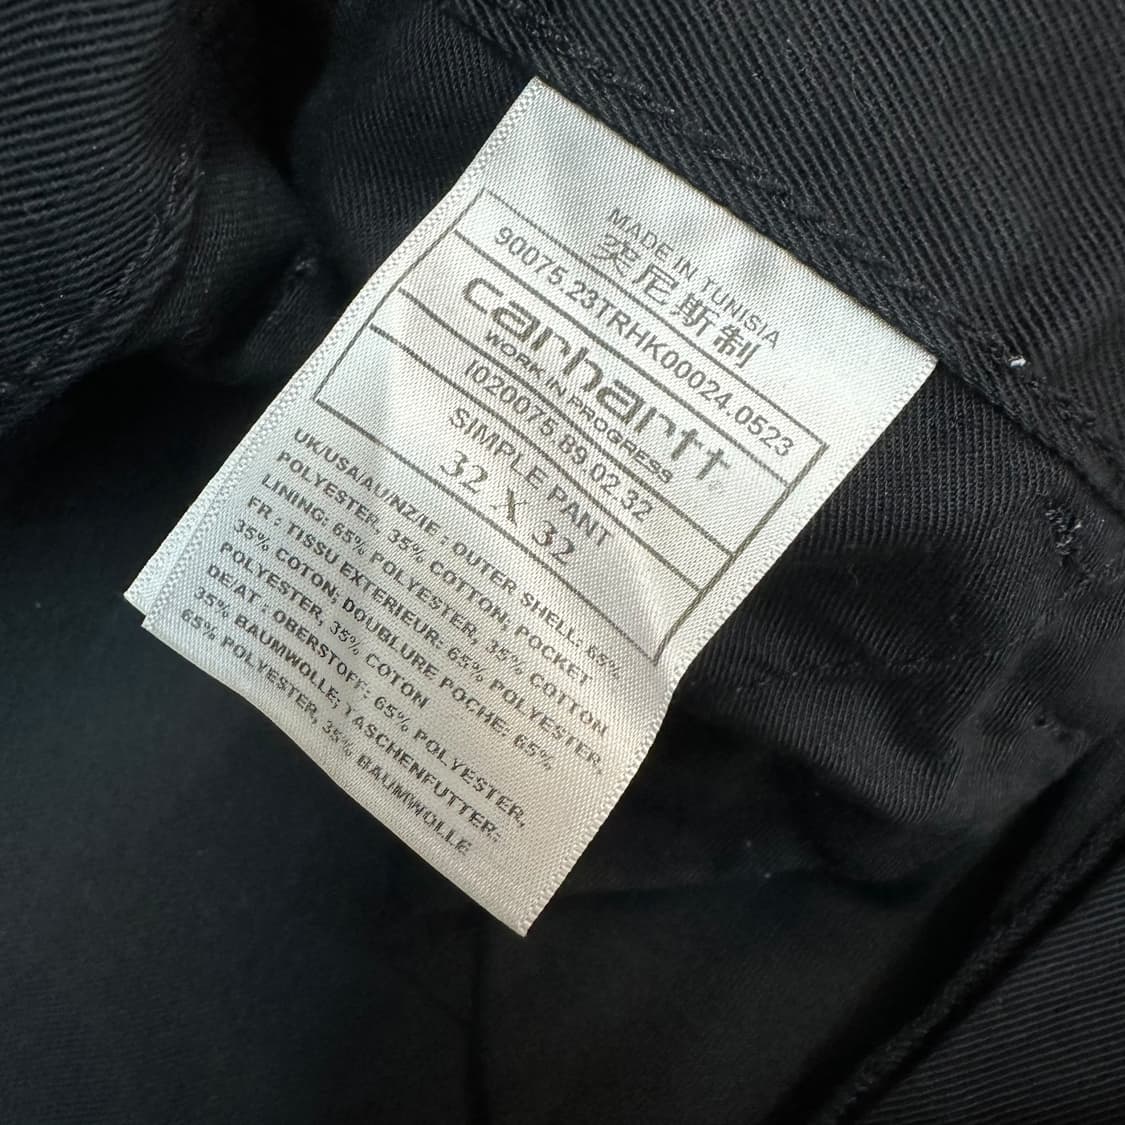 MADE IN TUNISIA
突尼斯制
90075.23TRHK00024.0523
carhartt
WORK IN PROGRESS
I020075.89.02.32
SIMPLE PANT
32 X 32
UK/USA/AU/NZ/IE : OUTER SHELL: 65%
POLYESTER, 35% COTTON; POCKET
LINING: 65% POLYESTER, 35% COTTON
FR : TISSU EXTERIEUR: 65% POLYESTER,
35% COTON; DOUBLURE POCHE: 65%
POLYESTER, 35% COTON
DE/AT : OBERSTOFF: 65% POLYESTER,
35% BAUMWOLLE; TASCHENFUTTER:
65% POLYESTER, 35% BAUMWOLLE